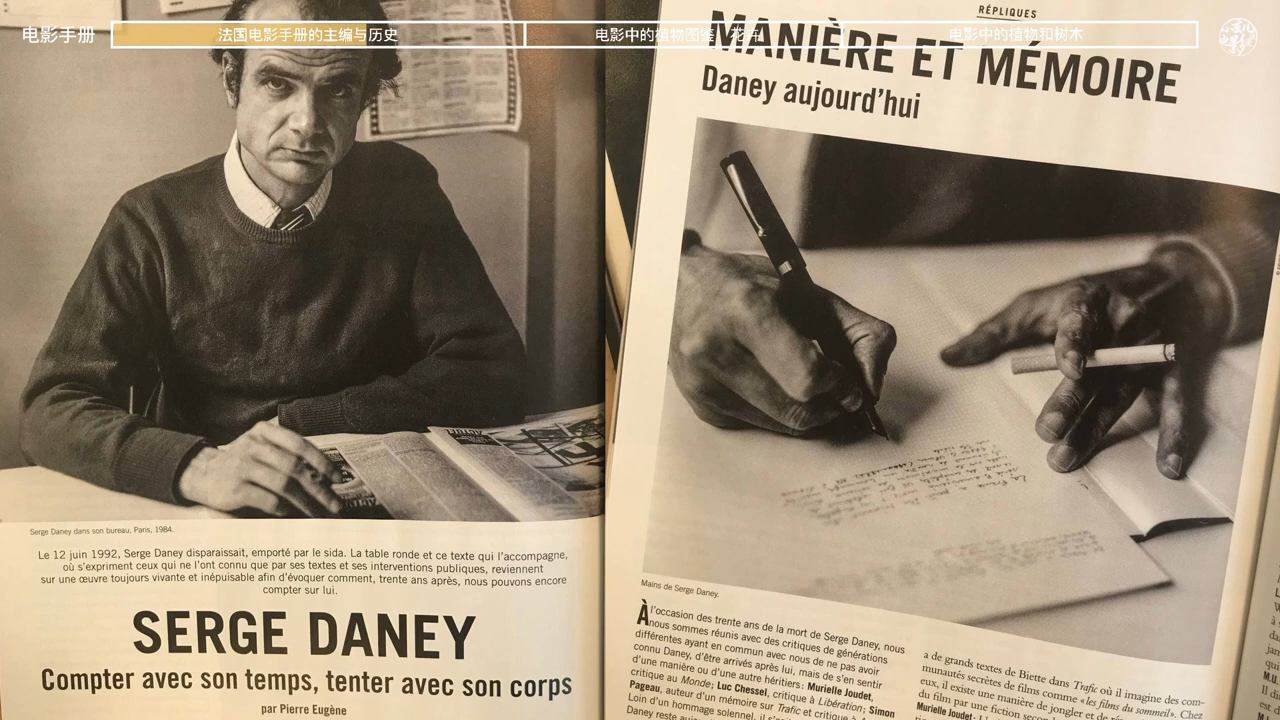 电影手册
法国电影手册的主编与历史
电影中的植物图鉴
电影中的植物和树木
Serge Daney dans son bureau, Paris, 1984.
Le 12 juin 1992, Serge Daney disparaissait, emporté par le sida. La table ronde et ce texte qui l'accompagne,
où s'expriment ceux qui ne l'ont connu que par ses textes et ses interventions publiques, reviennent
sur une œuvre toujours vivante et inépuisable afin d'évoquer comment, trente ans après, nous pouvons encore
compter sur lui.
SERGE DANEY
Compter avec son temps, tenter avec son corps
par Pierre Eugène
RÉPLIQUES
MANIÈRE ET MÉMOIRE
Daney aujourd'hui
Mains de Serge Daney.
À l'occasion des trente ans de la mort de Serge Daney, nous
nous sommes réunis avec des critiques de générations
différentes ayant en commun avec nous de ne pas avoir
connu Daney, d'être arrivés après lui, mais de s'en sentir
d'une manière ou d'une autre héritiers : Murielle Joudet,
critique au Monde ; Luc Chessel, critique à Libération ; Simon
Pageau, auteur d'un mémoire sur Trafic et critique à
Loin d'un hommage solennel, il
Daney reste
a de grands textes de Biette dans Trafic où il imagine des com-
munautés secrètes de films comme «les films du sommeil». Chez
eux, il existe une manière de jongler et de
du film par une fiction
Murielle Joudet